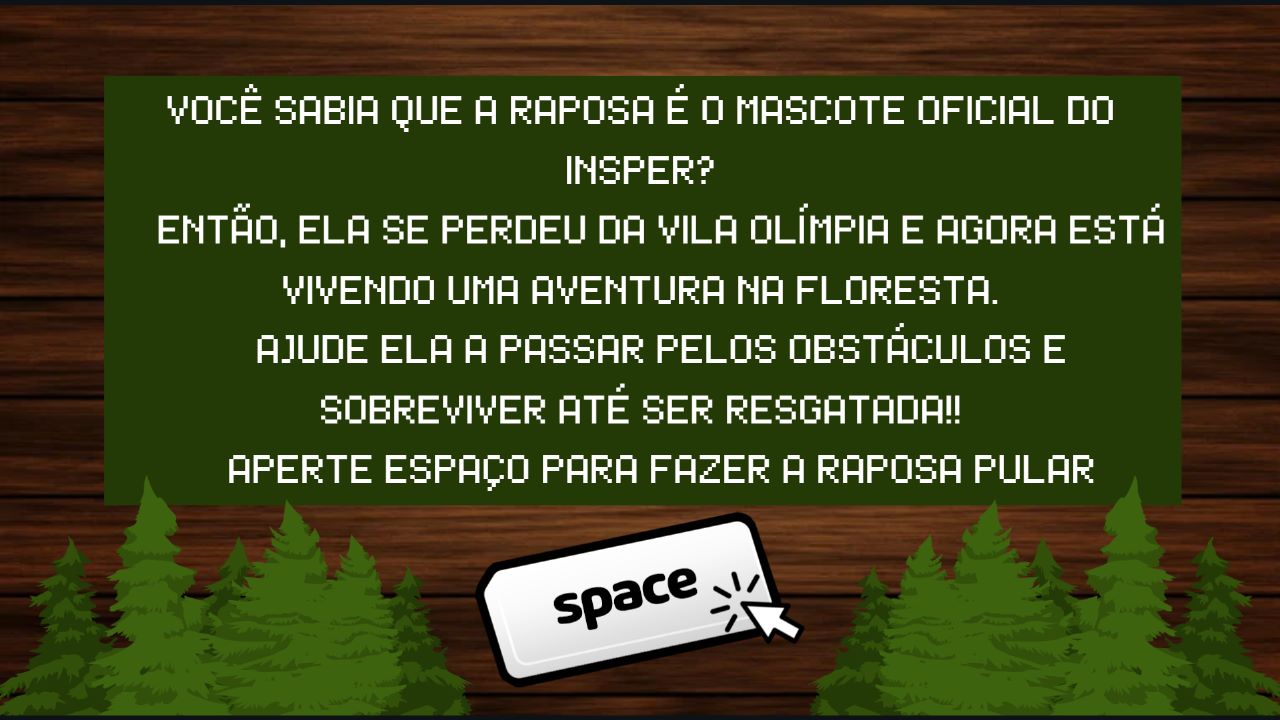 VOCÊ SABIA QUE A RAPOSA É O MASCOTE OFICIAL DO
INSPER?
ENTÃO, ELA SE PERDEU DA VILA OLÍMPIA E AGORA ESTÁ
VIVENDO UMA AVENTURA NA FLORESTA.
AJUDE ELA A PASSAR PELOS OBSTÁCULOS E
SOBREVIVER ATÉ SER RESGATADA!!
APERTE ESPAÇO PARA FAZER A RAPOSA PULAR
space